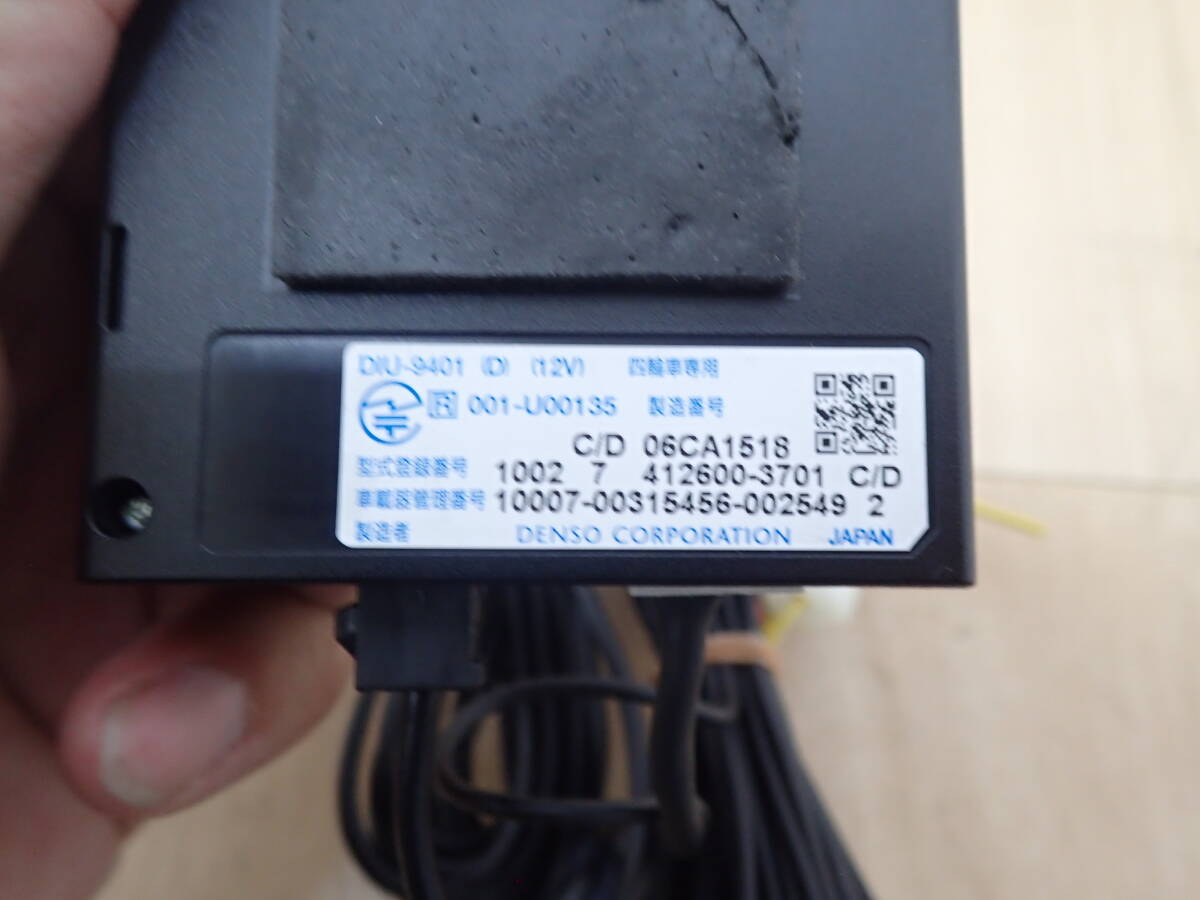 DIU-9401 (D) (12V) 四輪車専用
R 001-U00135 製造番号
C/D 06CA1518
型式登録番号 1002 7 412600-3701 C/D
車載器管理番号 10007-00315456-002549 2
製造者 DENSO CORPORATION JAPAN